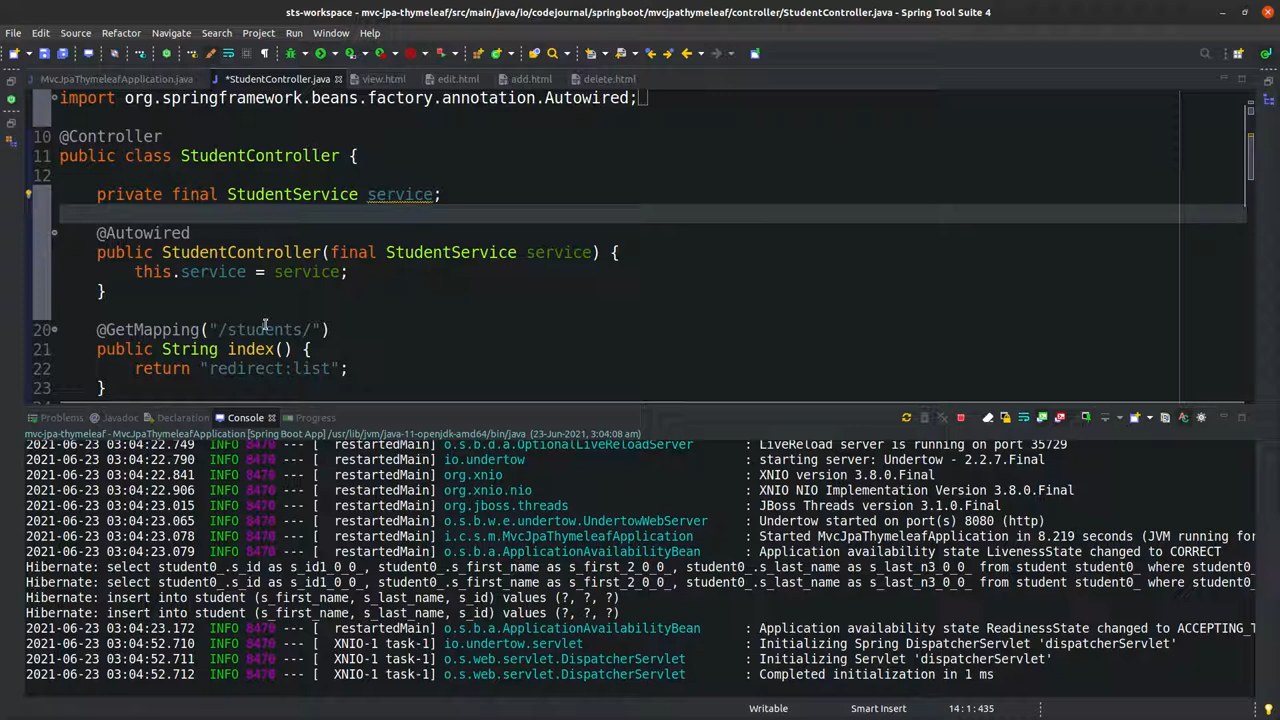 sts-workspace - mvc-jpa-thymeleaf/src/main/java/io/codejournal/springboot/mvcjpathymeleaf/controller/StudentController.java - Spring Tool Suite 4
File Edit Source Refactor Navigate Search Project Run Window Help
MvcJpaThymeleafApplication.java *StudentController.java view.html edit.html add.html delete.html
import org.springframework.beans.factory.annotation.Autowired;
10 @Controller
11 public class StudentController {
12
private final StudentService service;
@Autowired
public StudentController(final StudentService service) {
this.service = service;
}
20 @GetMapping("/students/")
21 public String index() {
22 return "redirect:list";
23 }
Problems Javadoc Declaration Console Progress
mvc-jpa-thymeleaf - MvcJpaThymeleafApplication [Spring Boot App] /usr/lib/jvm/java-11-openjdk-amd64/bin/java (23-Jun-2021, 3:04:08 am)
2021-06-23 03:04:22.749 INFO 8470 --- [ restartedMain] o.s.b.d.a.OptionalLiveReloadServer : LiveReload server is running on port 35729
2021-06-23 03:04:22.790 INFO 8470 --- [ restartedMain] io.undertow : starting server: Undertow - 2.2.7.Final
2021-06-23 03:04:22.841 INFO 8470 --- [ restartedMain] org.xnio : XNIO version 3.8.0.Final
2021-06-23 03:04:22.906 INFO 8470 --- [ restartedMain] org.xnio.nio : XNIO NIO Implementation Version 3.8.0.Final
2021-06-23 03:04:23.015 INFO 8470 --- [ restartedMain] org.jboss.threads : JBoss Threads version 3.1.0.Final
2021-06-23 03:04:23.065 INFO 8470 --- [ restartedMain] o.s.b.w.e.undertow.UndertowWebServer : Undertow started on port(s) 8080 (http)
2021-06-23 03:04:23.078 INFO 8470 --- [ restartedMain] i.c.s.m.MvcJpaThymeleafApplication : Started MvcJpaThymeleafApplication in 8.219 seconds (JVM running for
2021-06-23 03:04:23.079 INFO 8470 --- [ restartedMain] o.s.b.a.ApplicationAvailabilityBean : Application availability state LivenessState changed to CORRECT
Hibernate: select student0_.s_id as s_id1_0_0_, student0_.s_first_name as s_first_2_0_0_, student0_.s_last_name as s_last_n3_0_0_ from student student0_ where student0_
Hibernate: select student0_.s_id as s_id1_0_0_, student0_.s_first_name as s_first_2_0_0_, student0_.s_last_name as s_last_n3_0_0_ from student student0_ where student0_
Hibernate: insert into student (s_first_name, s_last_name, s_id) values (?, ?, ?)
Hibernate: insert into student (s_first_name, s_last_name, s_id) values (?, ?, ?)
2021-06-23 03:04:23.172 INFO 8470 --- [ restartedMain] o.s.b.a.ApplicationAvailabilityBean : Application availability state ReadinessState changed to ACCEPTING_T
2021-06-23 03:04:52.710 INFO 8470 --- [ XNIO-1 task-1] io.undertow.servlet : Initializing Spring DispatcherServlet 'dispatcherServlet'
2021-06-23 03:04:52.711 INFO 8470 --- [ XNIO-1 task-1] o.s.web.servlet.DispatcherServlet : Initializing Servlet 'dispatcherServlet'
2021-06-23 03:04:52.712 INFO 8470 --- [ XNIO-1 task-1] o.s.web.servlet.DispatcherServlet : Completed initialization in 1 ms
Writable Smart Insert 14:1:435